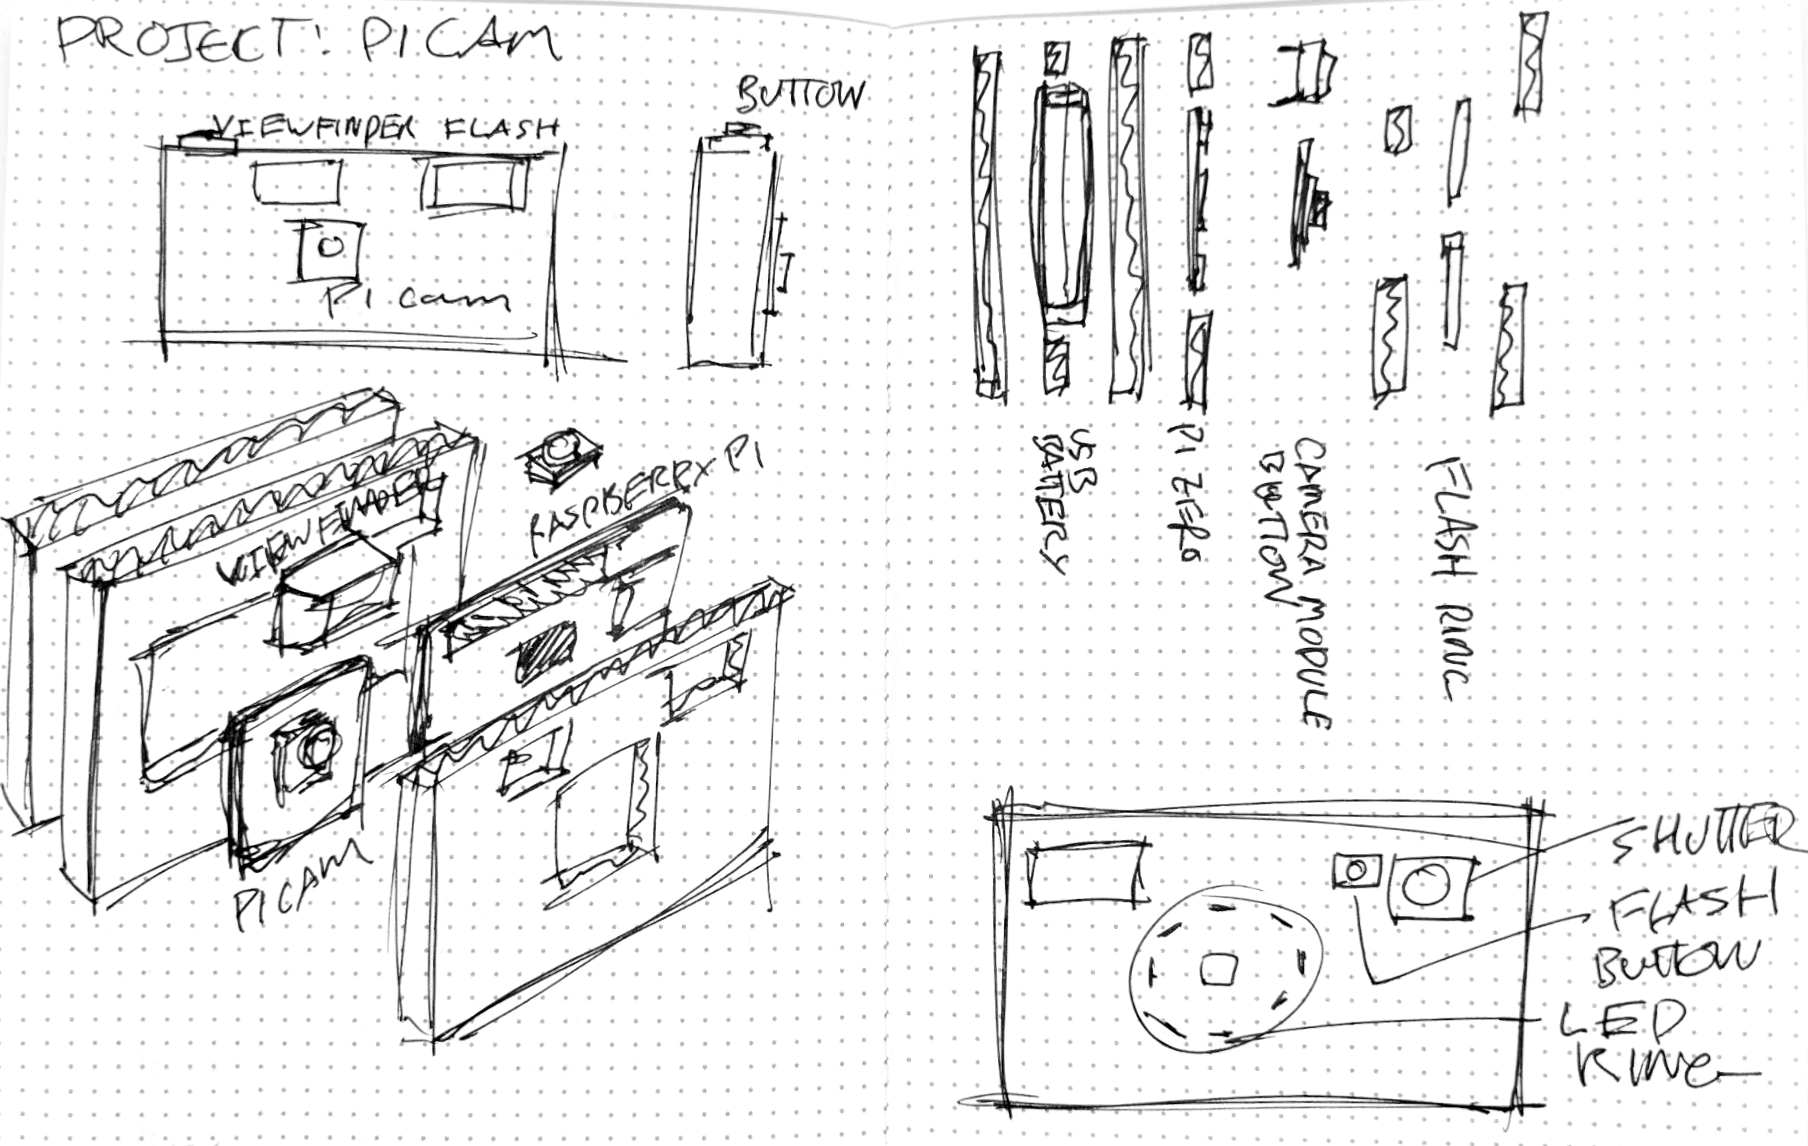 PROJECT: PICAM
BUTTON
VIEWFINDER FLASH
Pi cam
RASPBERRY PI
VIEWFINDER
PICAM
USB
BATTERY
PI ZERO
CAMERA MODULE
BUTTON
FLASH RING
SHUTTER
FLASH
BUTTON
LED
RING